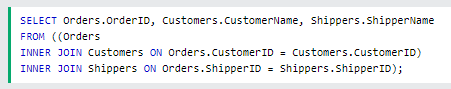 SELECT Orders.OrderID, Customers.CustomerName, Shippers.ShipperName
FROM ((Orders
INNER JOIN Customers ON Orders.CustomerID = Customers.CustomerID)
INNER JOIN Shippers ON Orders.ShipperID = Shippers.ShipperID);